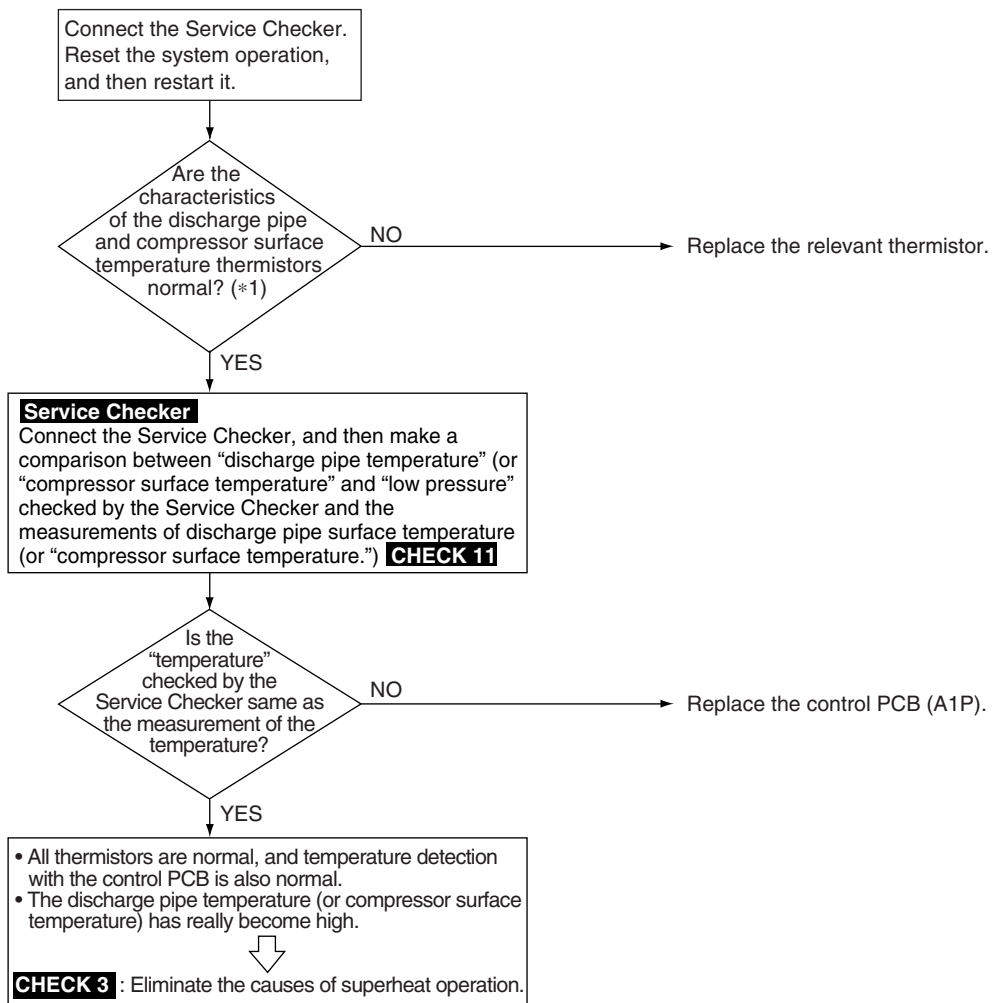 Connect the Service Checker.
Reset the system operation,
and then restart it.
Are the
characteristics
of the discharge pipe
and compressor surface
temperature thermistors
normal? (*1)
NO
Replace the relevant thermistor.
YES
Service Checker
Connect the Service Checker, and then make a
comparison between “discharge pipe temperature” (or
“compressor surface temperature” and “low pressure”
checked by the Service Checker and the
measurements of discharge pipe surface temperature
(or “compressor surface temperature.”) CHECK 11
Is the
“temperature”
checked by the
Service Checker same as
the measurement of the
temperature?
NO
Replace the control PCB (A1P).
YES
• All thermistors are normal, and temperature detection
with the control PCB is also normal.
• The discharge pipe temperature (or compressor surface
temperature) has really become high.
CHECK 3 : Eliminate the causes of superheat operation.